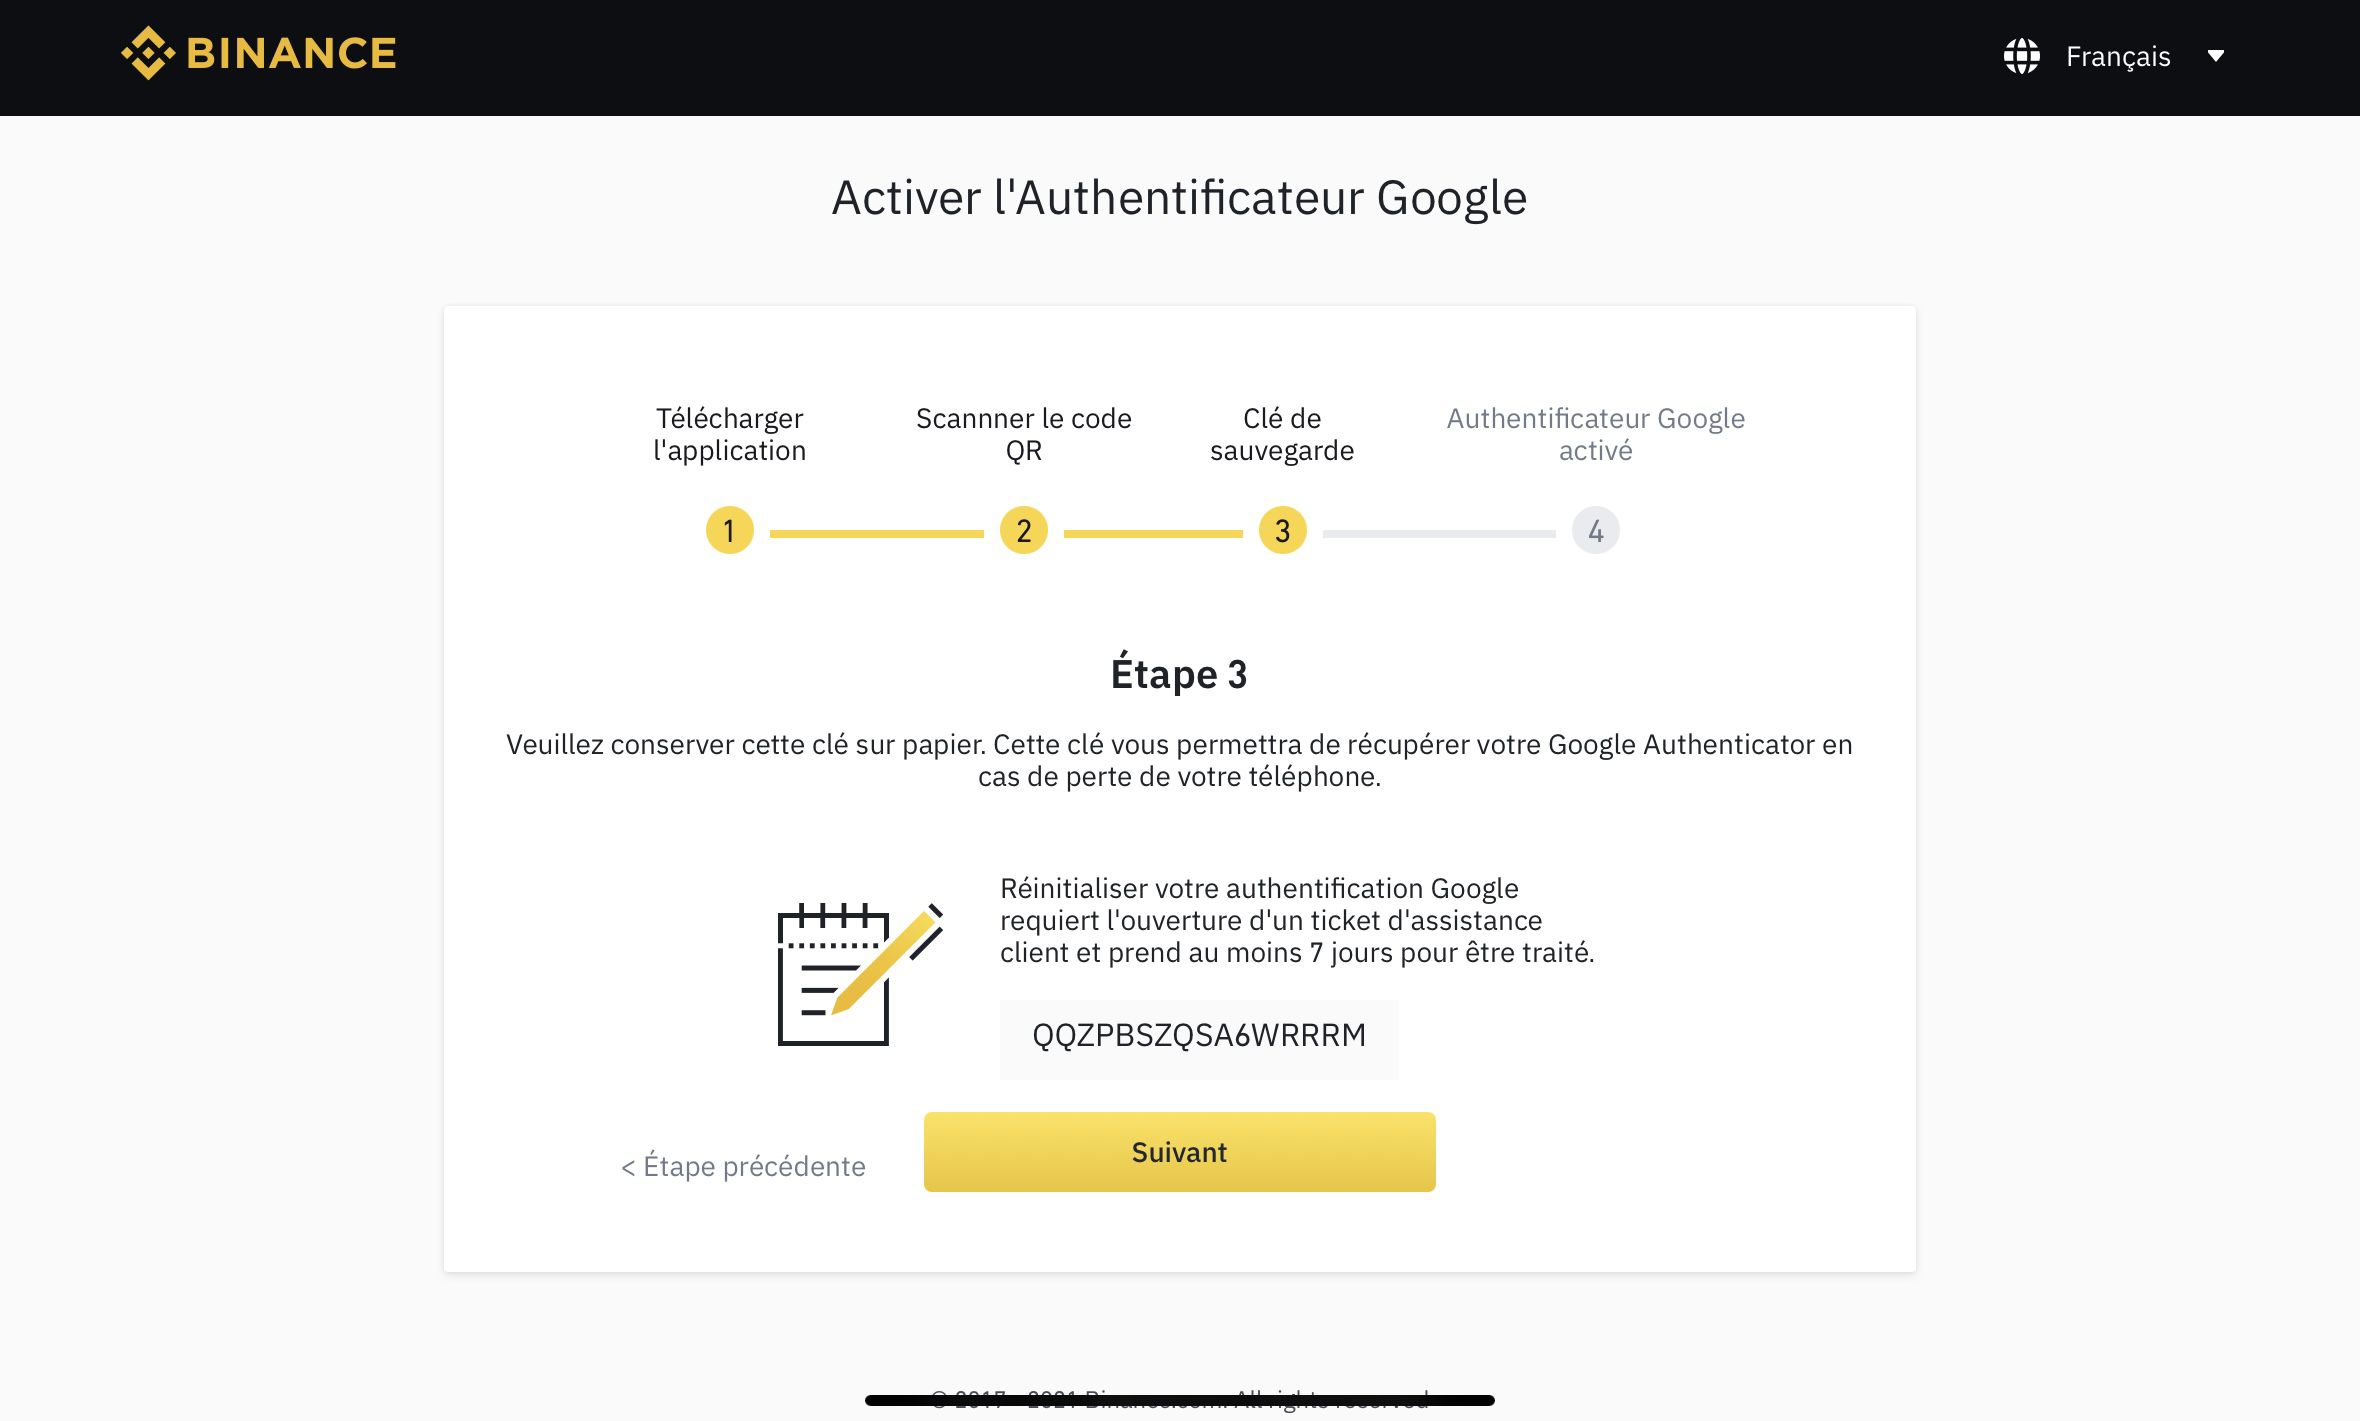 BINANCE
Français
Activer l'Authentificateur Google
Télécharger
l'application
Scannner le code
QR
Clé de
sauvegarde
Authentificateur Google
activé
1
2
3
4
Étape 3
Veuillez conserver cette clé sur papier. Cette clé vous permettra de récupérer votre Google Authenticator en
cas de perte de votre téléphone.
Réinitialiser votre authentification Google
requiert l'ouverture d'un ticket d'assistance
client et prend au moins 7 jours pour être traité.
QQZPBSZQSA6WRRRM
< Étape précédente
Suivant
© 2017 - 2021 Binance.com. All rights reserved